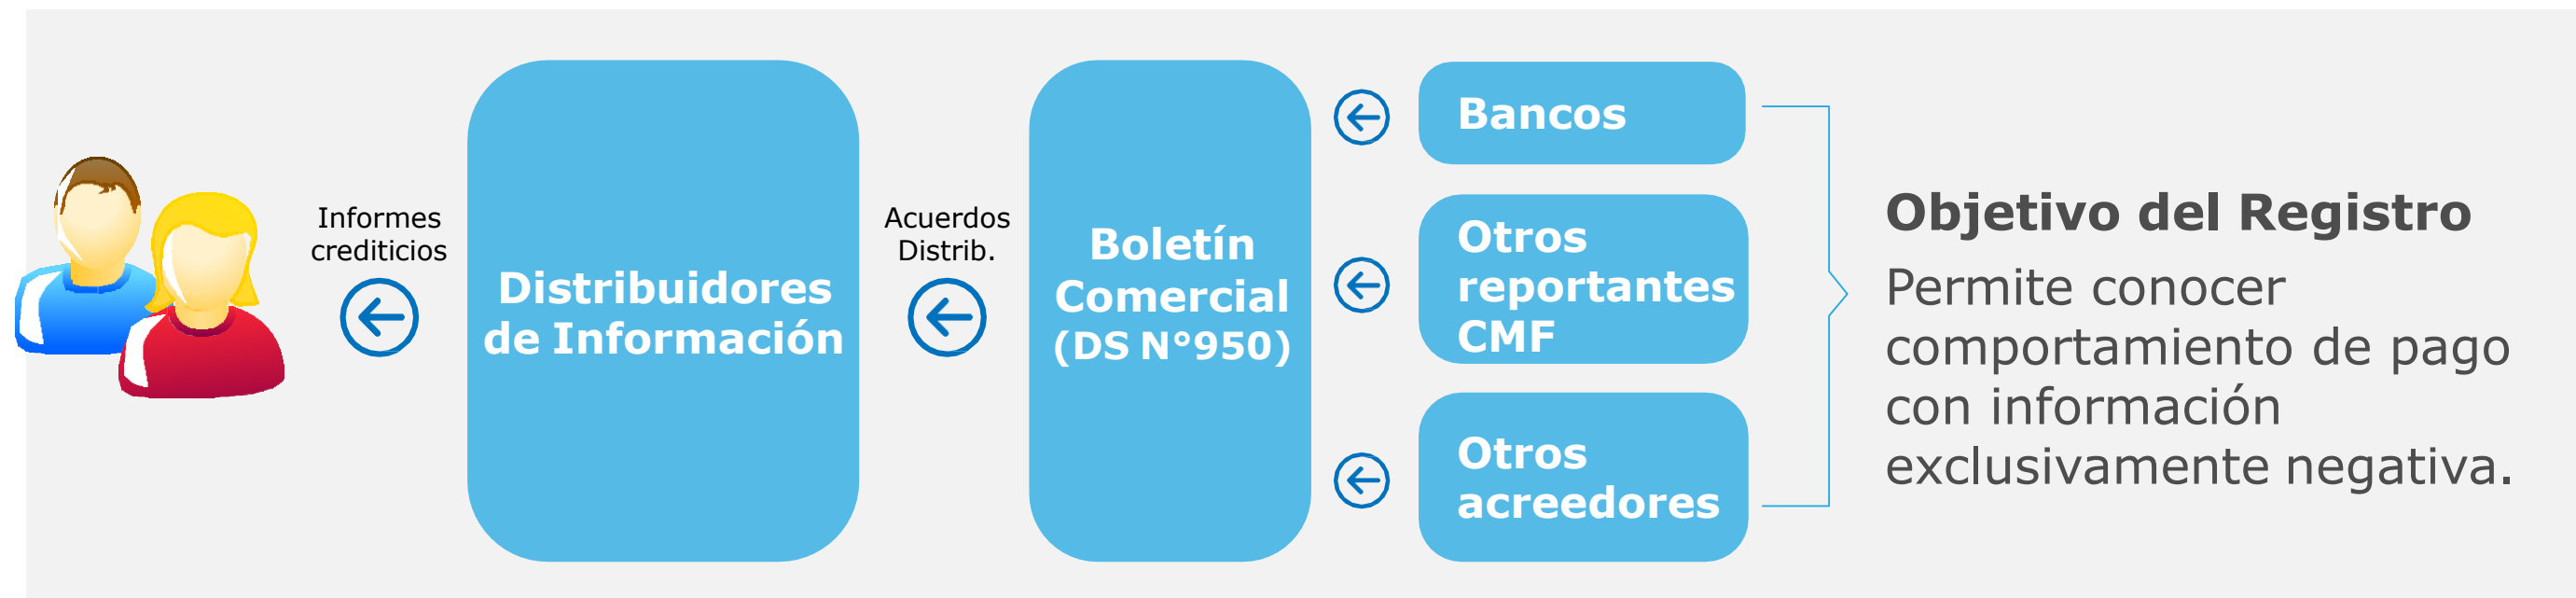 Informes
crediticios
Distribuidores
de Información
Acuerdos
Distrib.
Boletín
Comercial
(DS N°950)
Bancos
Otros
reportantes
CMF
Otros
acreedores
Objetivo del Registro
Permite conocer
comportamiento de pago
con información
exclusivamente negativa.